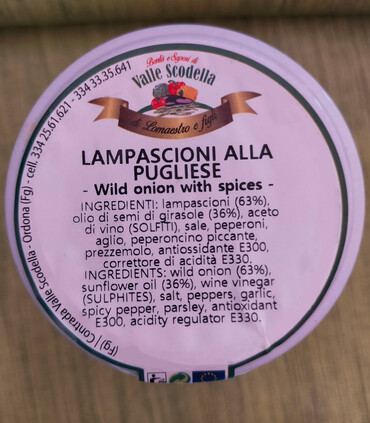 Bontà e Sapori di
Valle Scodella
di Lomaestro e figli
LAMPASCIONI ALLA
PUGLIESE
- Wild onion with spices -
INGREDIENTI: lampascioni (63%),
olio di semi di girasole (36%), aceto
di vino (SOLFITI), sale, peperoni,
aglio, peperoncino piccante,
prezzemolo, antiossidante E300,
correttore di acidità E330.
INGREDIENTS: wild onion (63%),
sunflower oil (36%), wine vinegar
(SULPHITES), salt, peppers, garlic,
spicy pepper, parsley, antioxidant
E300, acidity regulator E330.
(Fg) | Contrada Valle Scodella - Ordona (Fg) - cell. 334 25.61.621 - 334 33.35.641